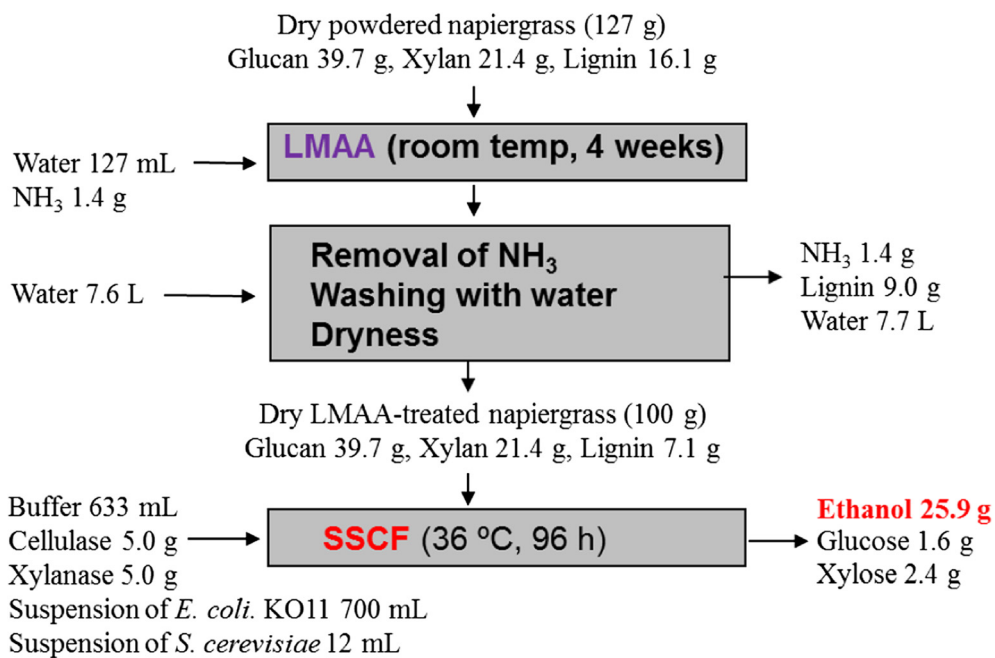 Dry powdered napiergrass (127 g)
Glucan 39.7 g, Xylan 21.4 g, Lignin 16.1 g
LMAA (room temp, 4 weeks)
Water 127 mL
NH₃ 1.4 g
Removal of NH₃
Washing with water
Dryness
Water 7.6 L
NH₃ 1.4 g
Lignin 9.0 g
Water 7.7 L
Dry LMAA-treated napiergrass (100 g)
Glucan 39.7 g, Xylan 21.4 g, Lignin 7.1 g
Buffer 633 mL
Cellulase 5.0 g
Xylanase 5.0 g
Suspension of E. coli. KO11 700 mL
Suspension of S. cerevisiae 12 mL
SSCF (36 ºC, 96 h)
Ethanol 25.9 g
Glucose 1.6 g
Xylose 2.4 g